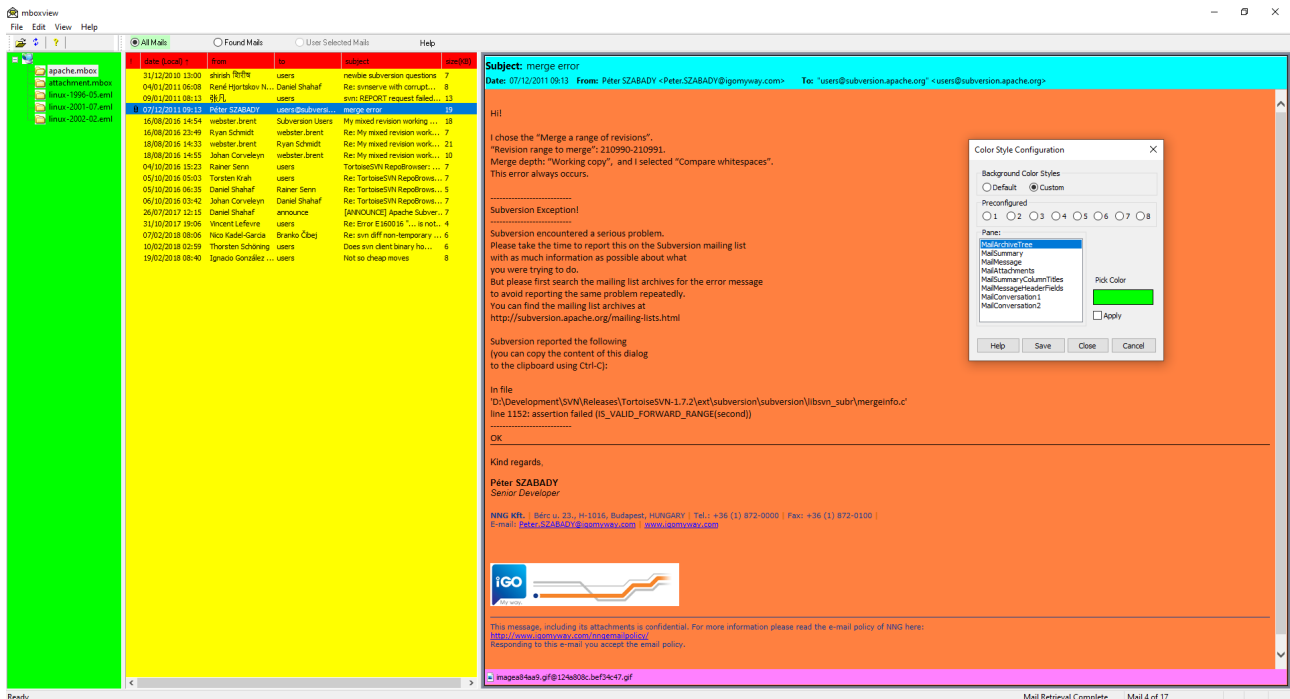 mboxview
File Edit View Help
All Mails Found Mails User Selected Mails Help
apache.mbox
attachment.mbox
linux-1996-05.eml
linux-2001-07.eml
linux-2002-02.eml
! date (Local) from to subject size(KB)
31/12/2010 13:00 shirish शिरीष users newbie subversion questions 7
04/01/2011 06:08 René Hjortskov N... Daniel Shahaf Re: svnserve with corrupt... 8
09/01/2011 08:13 users svn: REPORT request failed... 13
07/12/2011 09:13 Péter SZABADY users@subversi... merge error 19
16/08/2016 14:54 webster.brent Subversion Users My mixed revision working ... 18
16/08/2016 23:49 Ryan Schmidt webster.brent Re: My mixed revision work... 7
18/08/2016 14:33 webster.brent Ryan Schmidt Re: My mixed revision work... 21
18/08/2016 14:55 Johan Corveleyn webster.brent Re: My mixed revision work... 10
04/10/2016 15:23 Rainer Senn users TortoiseSVN RepoBrowser: ... 7
05/10/2016 05:03 Torsten Krah users Re: TortoiseSVN RepoBrows... 7
05/10/2016 06:35 Daniel Shahaf Rainer Senn Re: TortoiseSVN RepoBrows... 5
06/10/2016 03:42 Johan Corveleyn Daniel Shahaf Re: TortoiseSVN RepoBrows... 7
26/07/2017 12:15 Daniel Shahaf announce [ANNOUNCE] Apache Subver.. 7
31/10/2017 19:06 Vincent Lefevre users Re: Error E160016 "... is not.. 4
07/02/2018 08:06 Nico Kadel-Garcia Branko Čibej Re: svn diff non-temporary ... 6
10/02/2018 02:59 Thorsten Schöning users Does svn client binary ho... 6
19/02/2018 08:40 Ignacio González ... users Not so cheap moves 8
Subject: merge error
Date: 07/12/2011 09:13 From: Péter SZABADY <Peter.SZABADY@igomyway.com> To: "users@subversion.apache.org" <users@subversion.apache.org>
Hi!
I chose the “Merge a range of revisions”.
“Revision range to merge”: 210990-210991.
Merge depth: “Working copy”, and I selected “Compare whitespaces”.
This error always occurs.
---------------------------
Subversion Exception!
---------------------------
Subversion encountered a serious problem.
Please take the time to report this on the Subversion mailing list
with as much information as possible about what
you were trying to do.
But please first search the mailing list archives for the error message
to avoid reporting the same problem repeatedly.
You can find the mailing list archives at
http://subversion.apache.org/mailing-lists.html
Subversion reported the following
(you can copy the content of this dialog
to the clipboard using Ctrl-C):
In file
'D:\Development\SVN\Releases\TortoiseSVN-1.7.2\ext\subversion\subversion\libsvn_subr\mergeinfo.c'
line 1152: assertion failed (IS_VALID_FORWARD_RANGE(second))
---------------------------
OK
Kind regards,
Péter SZABADY
Senior Developer
NNG Kft. | Bérc u. 23., H-1016, Budapest, HUNGARY | Tel.: +36 (1) 872-0000 | Fax: +36 (1) 872-0100 |
E-mail: Peter.SZABADY@igomyway.com | www.igomyway.com
iGO
My way.
This message, including its attachments is confidential. For more information please read the e-mail policy of NNG here:
http://www.igomyway.com/nngemailpolicy/
Responding to this e-mail you accept the email policy.
imagea84aa9.gif@124a808c.bef34c47.gif
Color Style Configuration
Background Color Styles
Default Custom
Preconfigured
1 2 3 4 5 6 7 8
Pane:
MailArchiveTree
MailSummary
MailMessage
MailAttachments
MailSummaryColumnTitles
MailMessageHeaderFields
MailConversation1
MailConversation2
Pick Color
Apply
Help Save Close Cancel
Ready Mail Retrieval Complete Mail 4 of 17